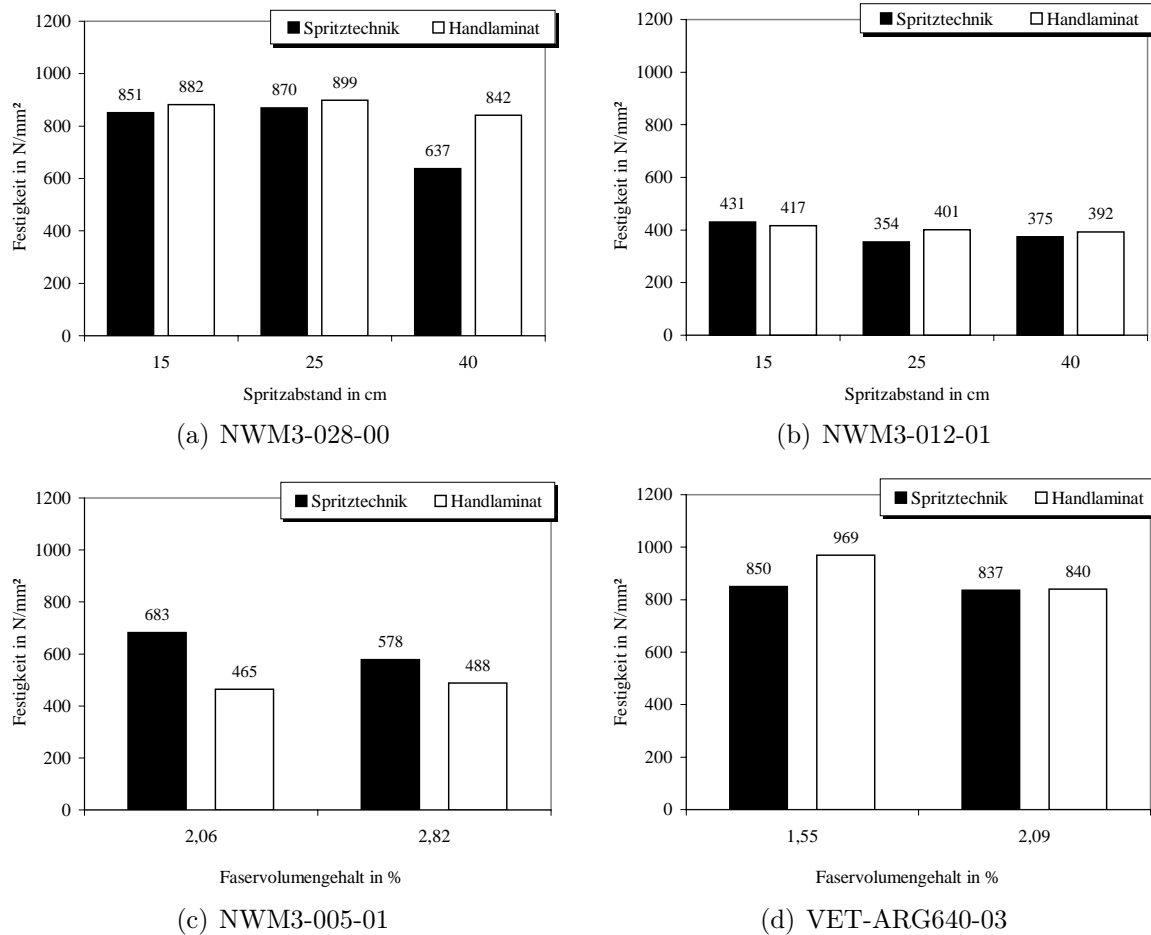 Spritztechnik Handlaminat
1200
1000
800
600
400
200
0
Festigkeit in N/mm²
851 882 870 899 637 842
15 25 40
Spritzabstand in cm
(a) NWM3-028-00
Spritztechnik Handlaminat
1200
1000
800
600
400
200
0
Festigkeit in N/mm²
431 417 354 401 375 392
15 25 40
Spritzabstand in cm
(b) NWM3-012-01
Spritztechnik Handlaminat
1200
1000
800
600
400
200
0
Festigkeit in N/mm²
683 465 578 488
2,06 2,82
Faservolumengehalt in %
(c) NWM3-005-01
Spritztechnik Handlaminat
1200
1000
800
600
400
200
0
Festigkeit in N/mm²
850 969 837 840
1,55 2,09
Faservolumengehalt in %
(d) VET-ARG640-03